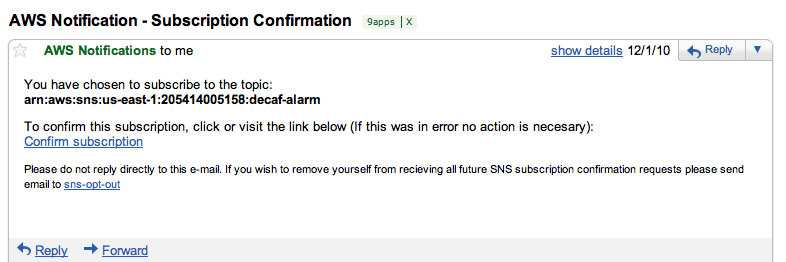 AWS Notification - Subscription Confirmation 9apps | X
AWS Notifications to me show details 12/1/10 Reply
You have chosen to subscribe to the topic:
arn:aws:sns:us-east-1:205414005158:decaf-alarm
To confirm this subscription, click or visit the link below (If this was in error no action is necesary):
Confirm subscription
Please do not reply directly to this e-mail. If you wish to remove yourself from recieving all future SNS subscription confirmation requests please send
email to sns-opt-out
Reply Forward